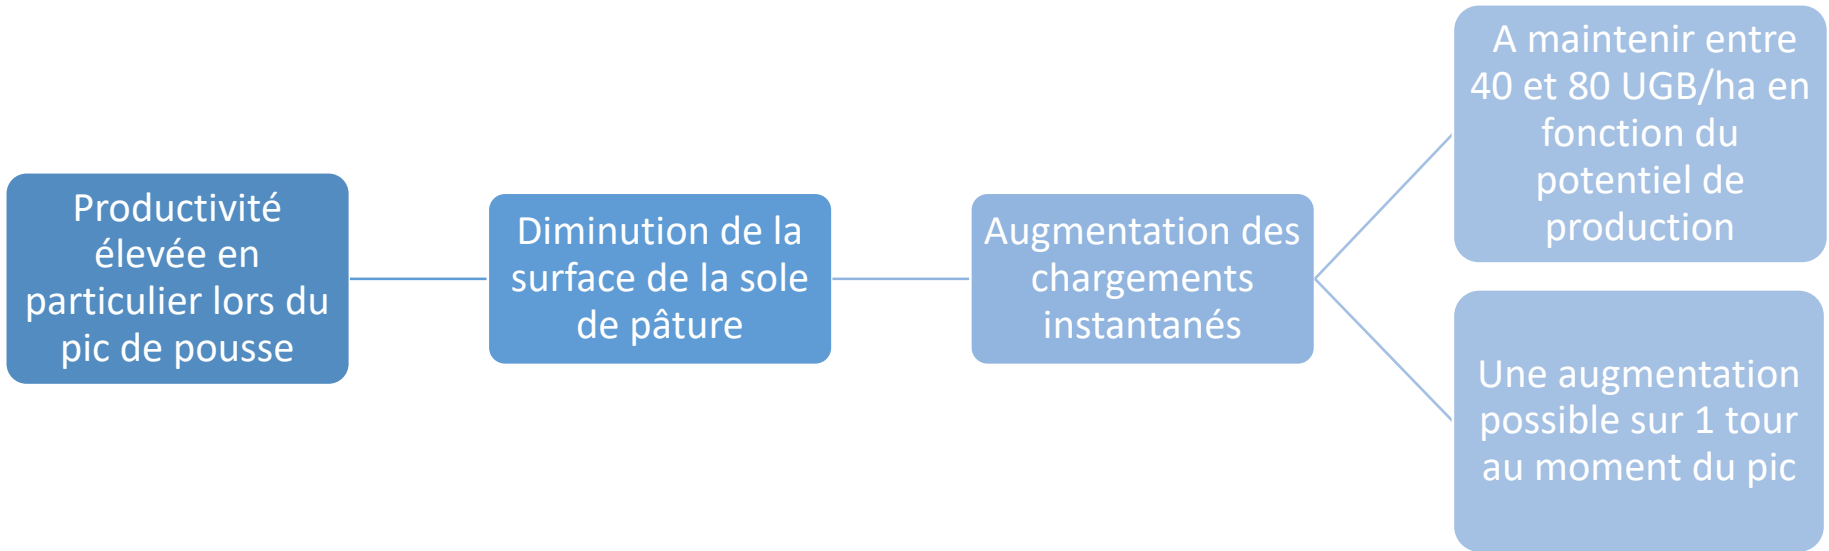 Productivité
élevée en
particulier lors du
pic de pousse
Diminution de la
surface de la sole
de pâture
Augmentation des
chargements
instantanés
A maintenir entre
40 et 80 UGB/ha en
fonction du
potentiel de
production
Une augmentation
possible sur 1 tour
au moment du pic